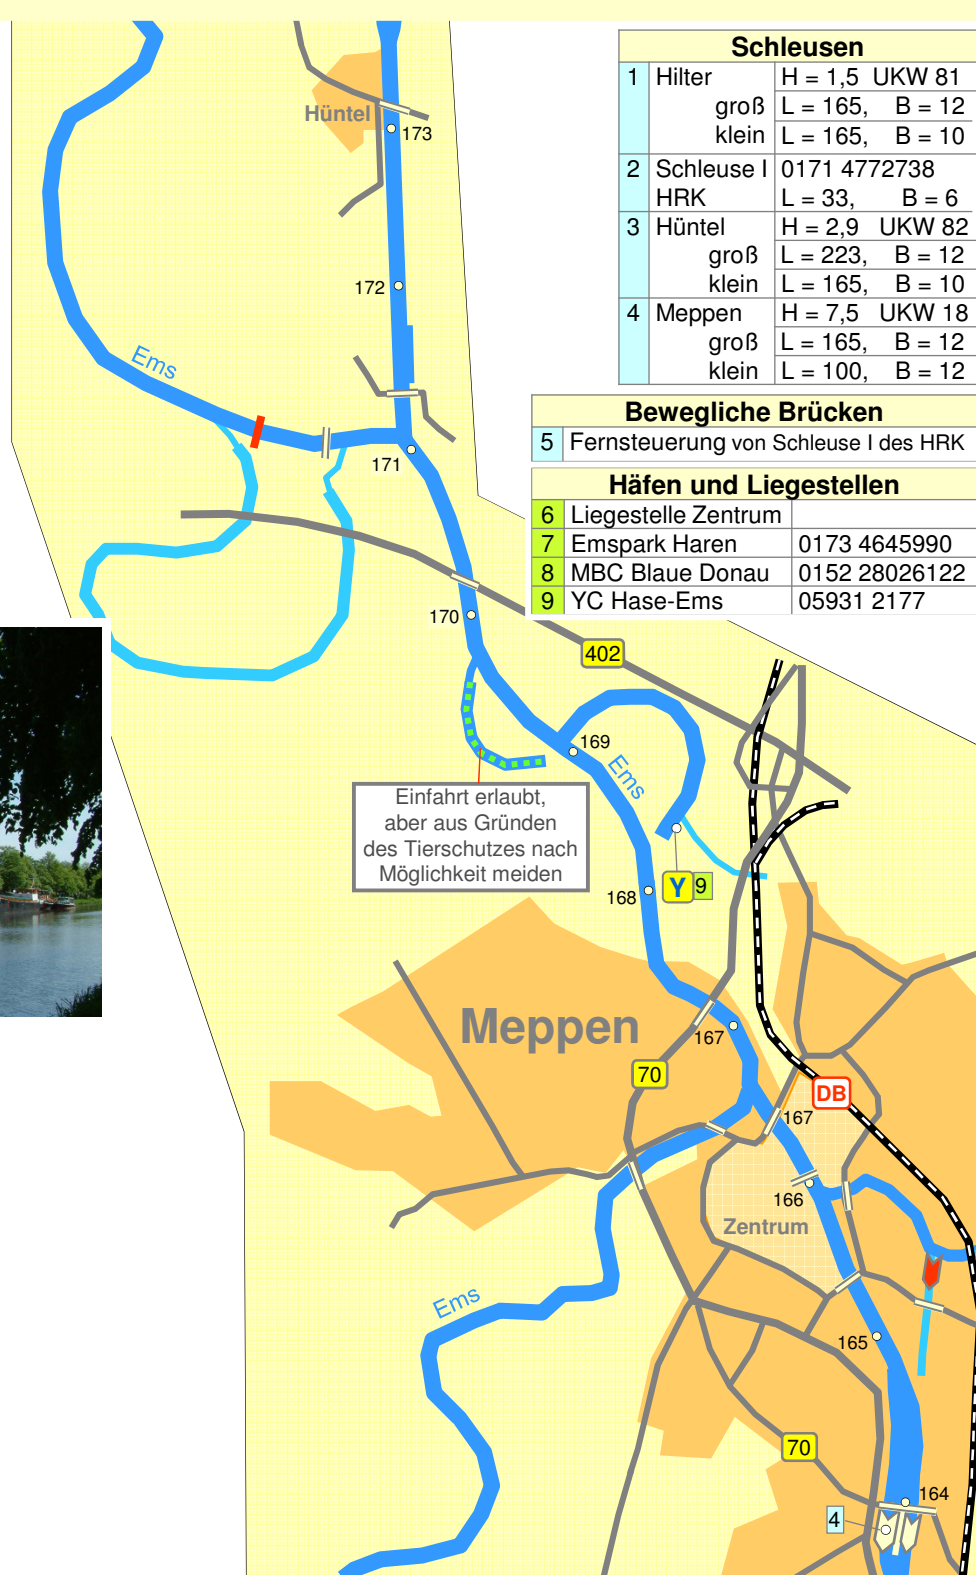 Schleusen
1 Hilter H = 1,5 UKW 81
groß L = 165, B = 12
klein L = 165, B = 10
2 Schleuse I 0171 4772738
HRK L = 33, B = 6
3 Hüntel H = 2,9 UKW 82
groß L = 223, B = 12
klein L = 165, B = 10
4 Meppen H = 7,5 UKW 18
groß L = 165, B = 12
klein L = 100, B = 12
Bewegliche Brücken
5 Fernsteuerung von Schleuse I des HRK
Häfen und Liegestellen
6 Liegestelle Zentrum
7 Emspark Haren 0173 4645990
8 MBC Blaue Donau 0152 28026122
9 YC Hase-Ems 05931 2177
Hüntel
173
172
Ems
171
170
402
169
Ems
Einfahrt erlaubt,
aber aus Gründen
des Tierschutzes nach
Möglichkeit meiden
168
Y 9
Meppen
167
70
DB
167
166
Zentrum
Ems
165
70
164
4